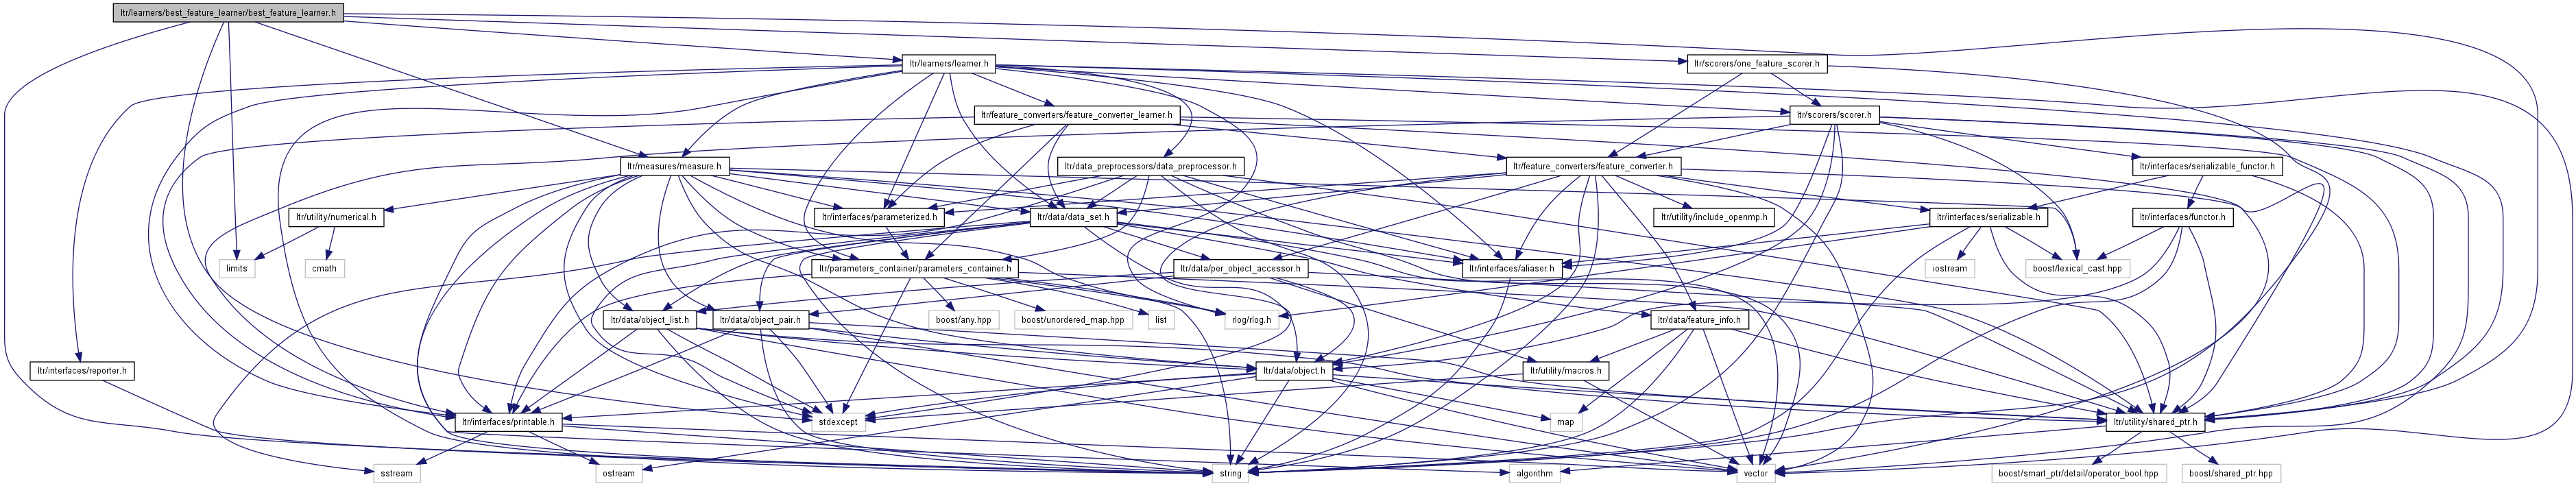 ltr/learners/best_feature_learner/best_feature_learner.h
ltr/learners/learner.h
ltr/scorers/one_feature_scorer.h
ltr/feature_converters/feature_converter_learner.h
ltr/scorers/scorer.h
ltr/measures/measure.h
ltr/data_preprocessors/data_preprocessor.h
ltr/feature_converters/feature_converter.h
ltr/interfaces/serializable_functor.h
ltr/utility/numerical.h
ltr/interfaces/parameterized.h
ltr/data/data_set.h
ltr/utility/include_openmp.h
ltr/interfaces/serializable.h
ltr/interfaces/functor.h
limits
cmath
ltr/parameters_container/parameters_container.h
ltr/data/per_object_accessor.h
ltr/interfaces/aliaser.h
iostream
boost/lexical_cast.hpp
ltr/data/object_list.h
ltr/data/object_pair.h
boost/any.hpp
boost/unordered_map.hpp
list
rlog/rlog.h
ltr/data/feature_info.h
ltr/interfaces/reporter.h
ltr/data/object.h
ltr/utility/macros.h
ltr/interfaces/printable.h
stdexcept
map
ltr/utility/shared_ptr.h
sstream
ostream
string
algorithm
vector
boost/smart_ptr/detail/operator_bool.hpp
boost/shared_ptr.hpp